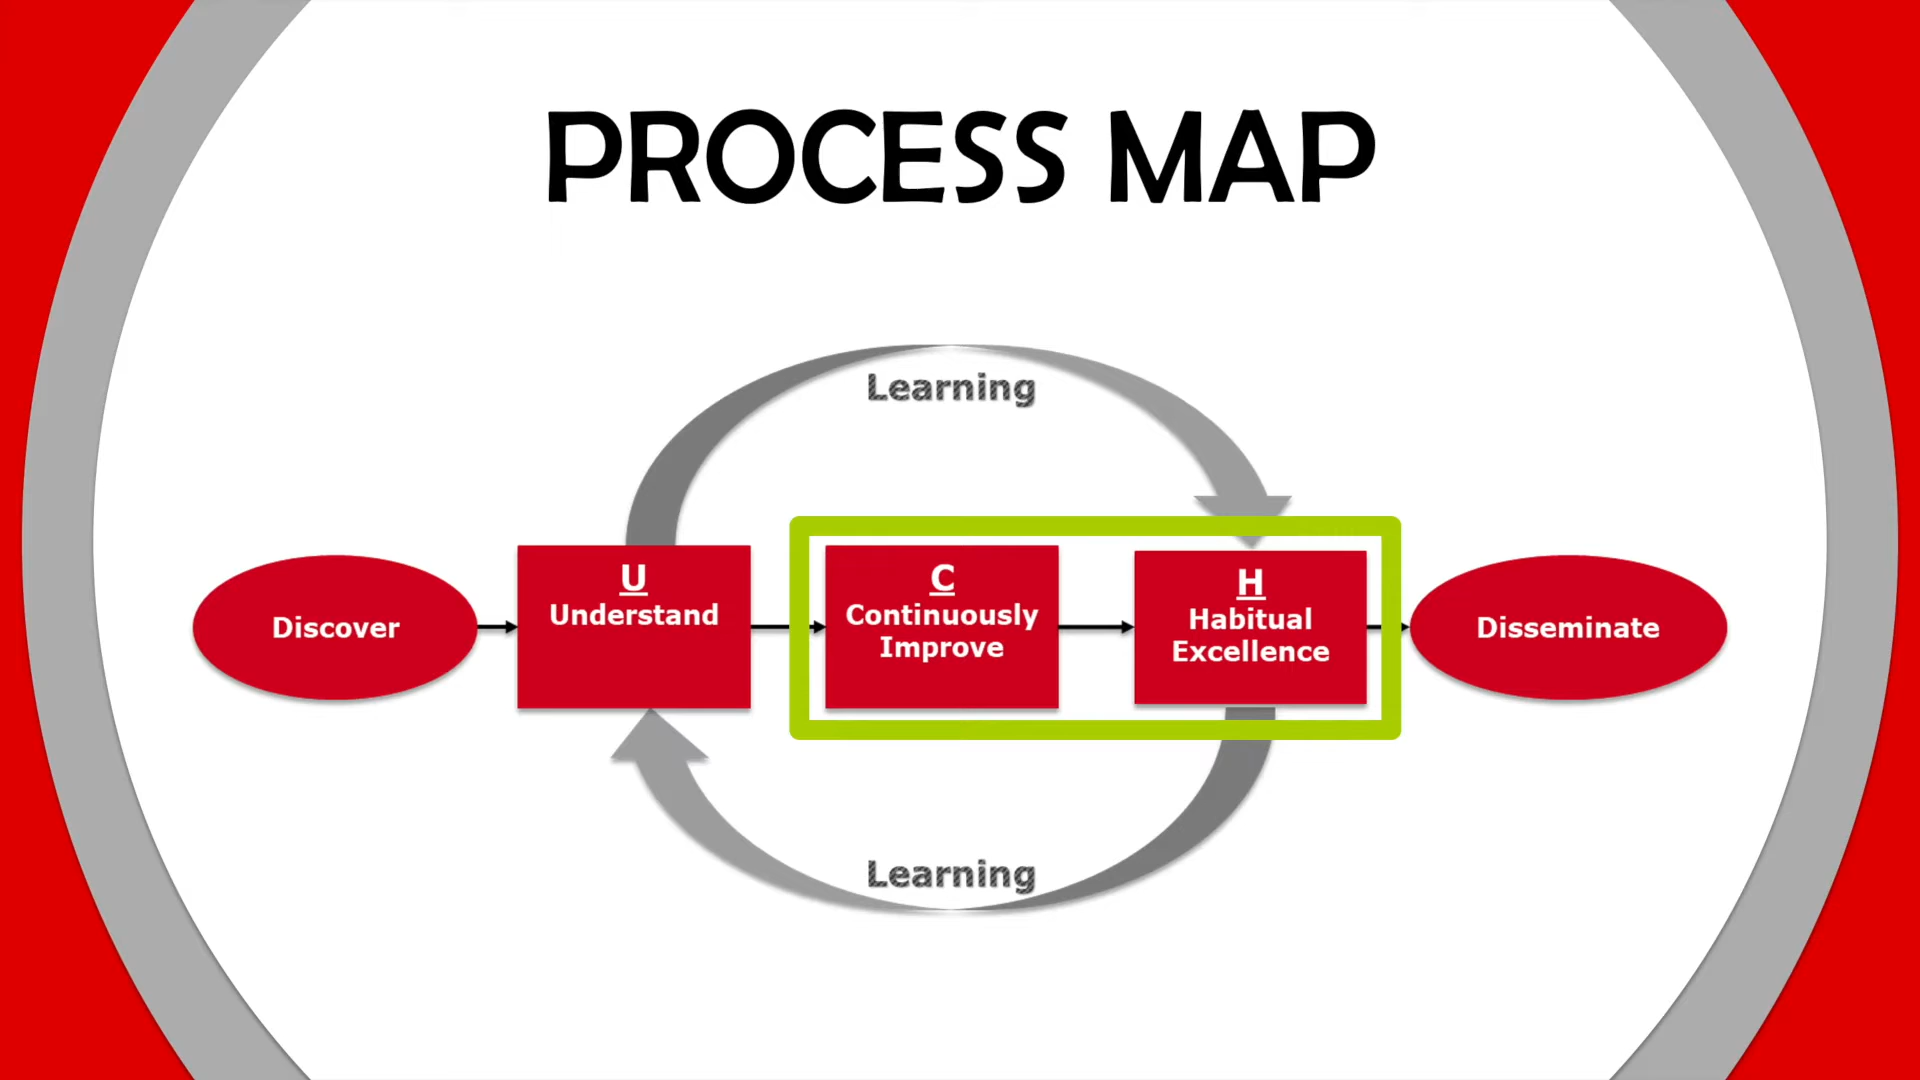 PROCESS MAP
Learning
Discover
U
Understand
C
Continuously
Improve
H
Habitual
Excellence
Disseminate
Learning